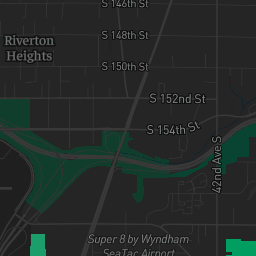 S 146th St
Riverton
Heights
S 148th St
S 150th St
S 152nd St
S 154th St
42nd Ave S
Super 8 by Wyndham
SeaTac Airport